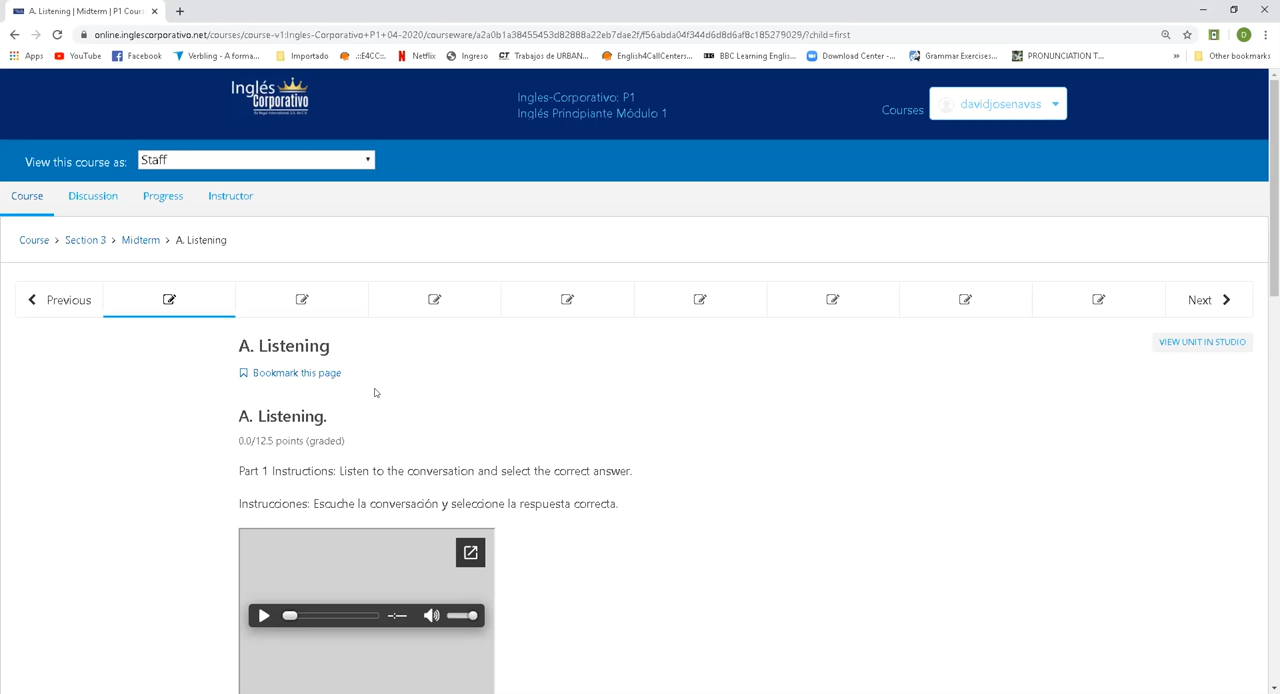 A. Listening | Midterm | P1 Cour
online.inglescorporativo.net/courses/course-v1:Ingles-Corporativo+P1+04-2020/courseware/a2a0b1a38455453d82888a22eb7dae2f/f56abda04f344d6d8d6af8c185279029/?child=first
D
Apps YouTube Facebook Verbling - A forma... Importado .::E4CC::. Netflix Ingreso CT Trabajos de URBAN... English4CallCenters... BBC Learning Englis... Download Center -... Grammar Exercises... PRONUNCIATION T... » Other bookmarks
Inglés
Corporativo
Ingles-Corporativo: P1
Inglés Principiante Módulo 1
Courses
davidjosenavas
View this course as: Staff
Course Discussion Progress Instructor
Course > Section 3 > Midterm > A. Listening
Previous Next
A. Listening
VIEW UNIT IN STUDIO
Bookmark this page
A. Listening.
0.0/12.5 points (graded)
Part 1 Instructions: Listen to the conversation and select the correct answer.
Instrucciones: Escuche la conversación y seleccione la respuesta correcta.
--:--